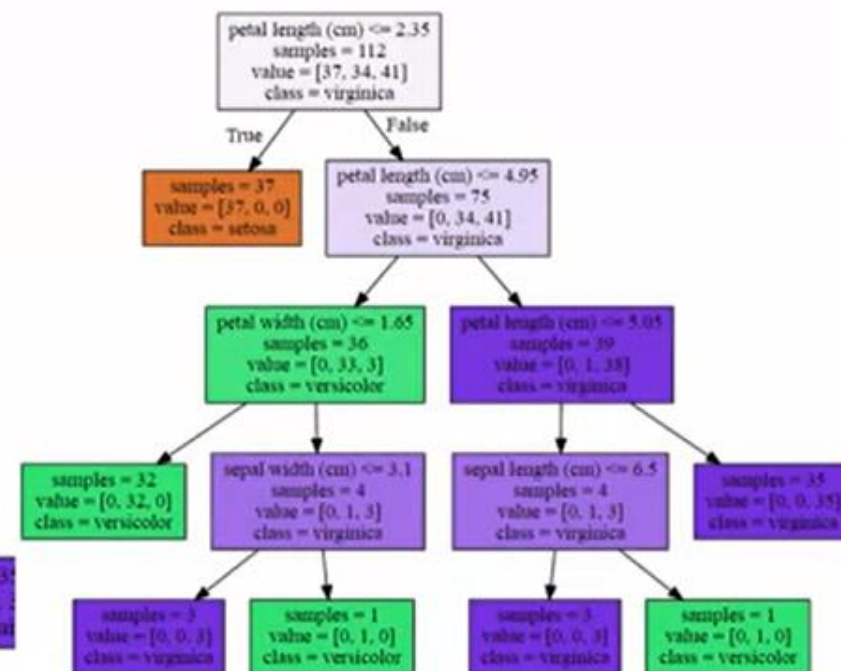 petal length (cm) <= 2.35
samples = 112
value = [37, 34, 41]
class = virginica
True
False
samples = 37
value = [37, 0, 0]
class = setosa
petal length (cm) <= 4.95
samples = 75
value = [0, 34, 41]
class = virginica
petal width (cm) <= 1.65
samples = 36
value = [0, 33, 3]
class = versicolor
petal length (cm) <= 5.05
samples = 39
value = [0, 1, 38]
class = virginica
samples = 32
value = [0, 32, 0]
class = versicolor
sepal width (cm) <= 3.1
samples = 4
value = [0, 1, 3]
class = virginica
sepal length (cm) <= 6.5
samples = 4
value = [0, 1, 3]
class = virginica
samples = 35
value = [0, 0, 35]
class = virginica
samples = 3
value = [0, 0, 3]
class = virginica
samples = 1
value = [0, 1, 0]
class = versicolor
samples = 3
value = [0, 0, 3]
class = virginica
samples = 1
value = [0, 1, 0]
class = versicolor